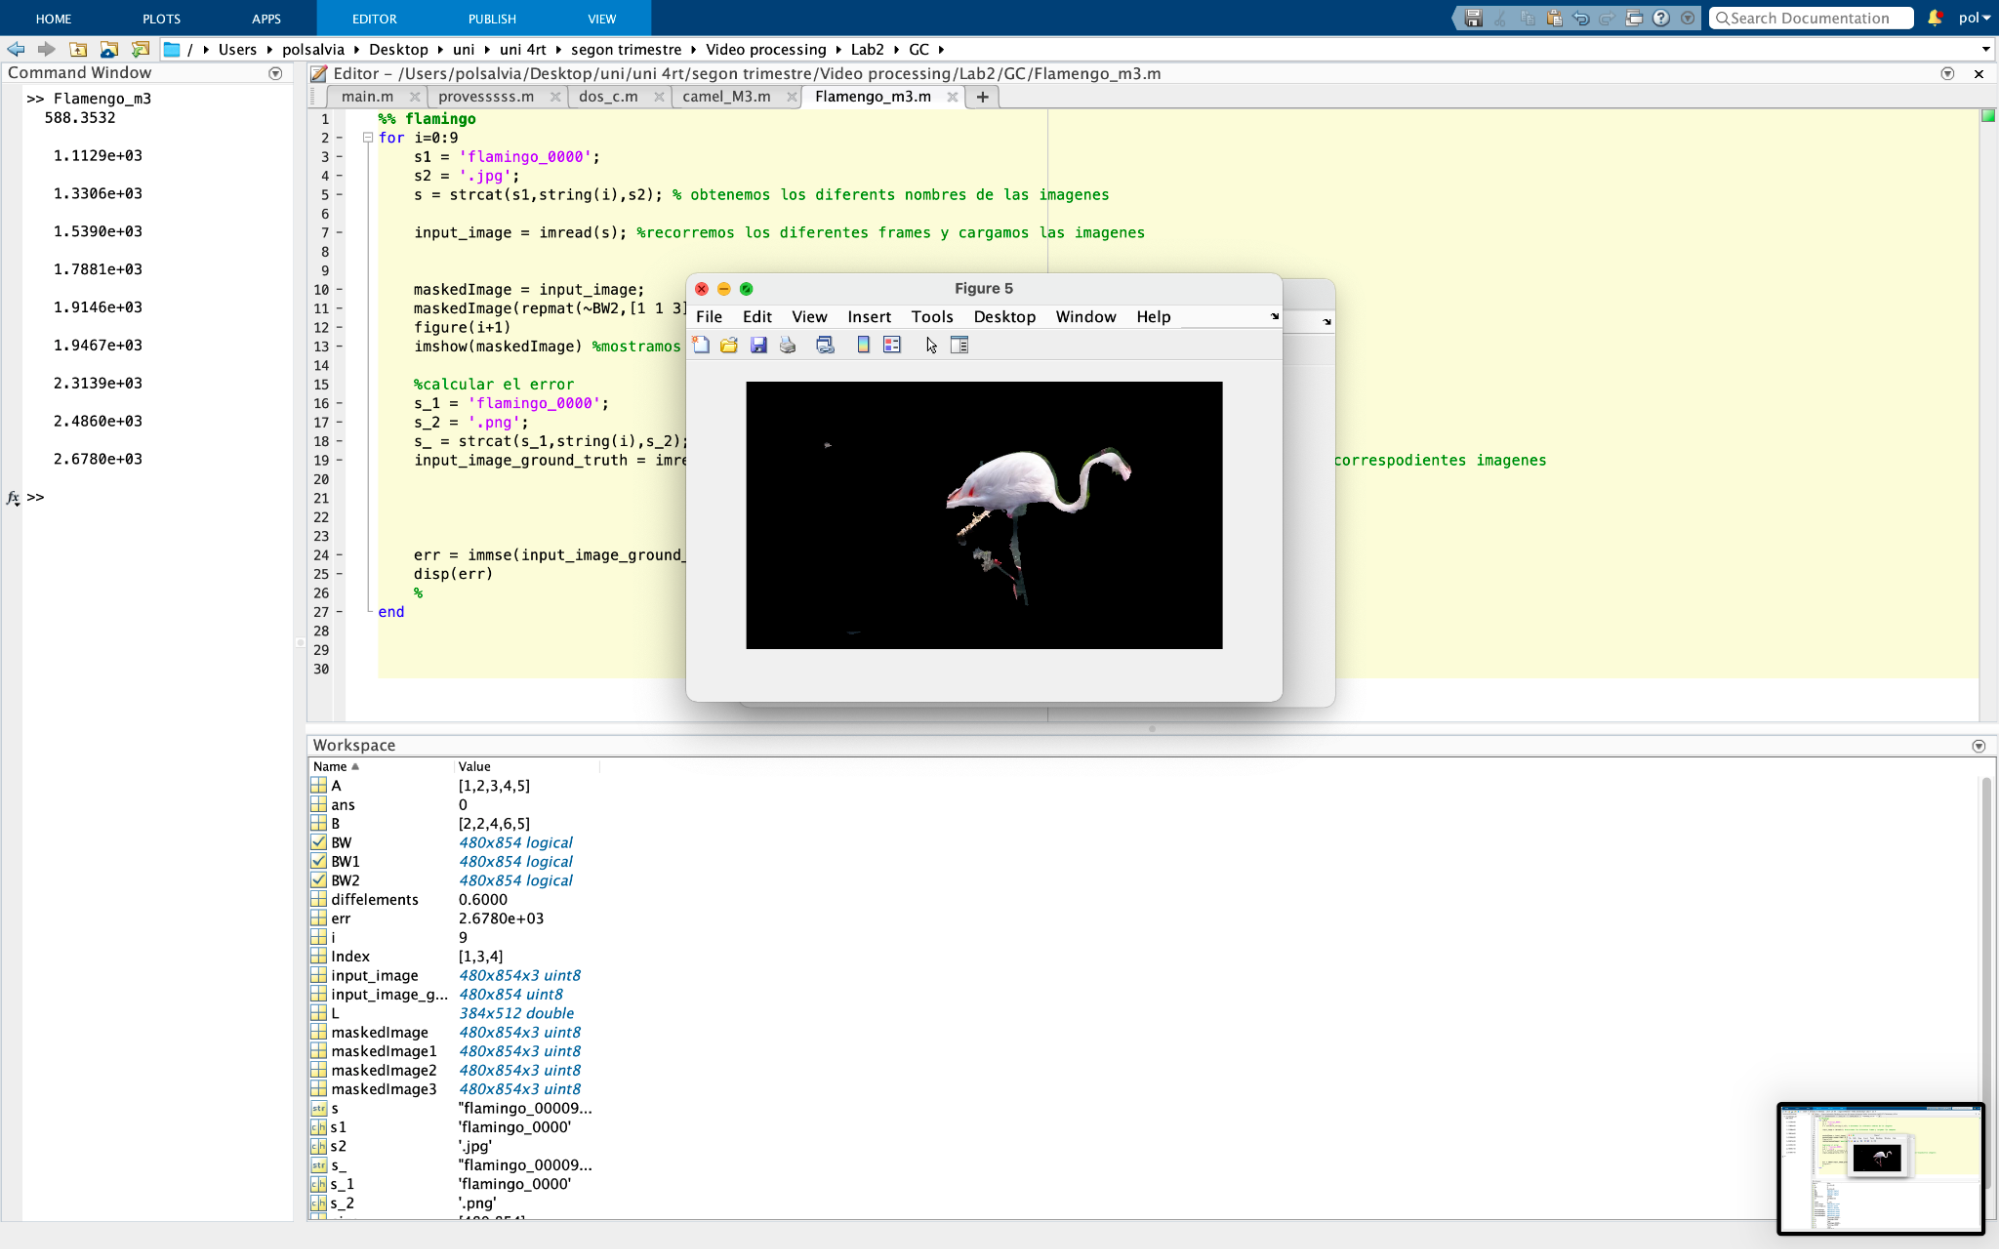 HOME PLOTS APPS EDITOR PUBLISH VIEW Search Documentation pol
/ Users polsalvia Desktop uni uni 4rt segon trimestre Video processing Lab2 GC
Command Window
>> Flamengo_m3
588.3532
1.1129e+03
1.3306e+03
1.5390e+03
1.7881e+03
1.9146e+03
1.9467e+03
2.3139e+03
2.4860e+03
2.6780e+03
fx >>
Editor - /Users/polsalvia/Desktop/uni/uni 4rt/segon trimestre/Video processing/Lab2/GC/Flamengo_m3.m
main.m provesssss.m dos_c.m camel_M3.m Flamengo_m3.m +
1 %% flamingo
2 - for i=0:9
3 - s1 = 'flamingo_0000';
4 - s2 = '.jpg';
5 - s = strcat(s1,string(i),s2); % obtenemos los diferents nombres de las imagenes
6
7 - input_image = imread(s); %recorremos los diferentes frames y cargamos las imagenes
8
9
10 - maskedImage = input_image;
11 - maskedImage(repmat(~BW2,[1 1 3]
12 - figure(i+1)
13 - imshow(maskedImage) %mostramos
14
15 %calcular el error
16 - s_1 = 'flamingo_0000';
17 - s_2 = '.png';
18 - s_ = strcat(s_1,string(i),s_2);
19 - input_image_ground_truth = imre correspodientes imagenes
20
21
22
23
24 - err = immse(input_image_ground_
25 - disp(err)
26 %
27 - end
28
29
30
Figure 5
File Edit View Insert Tools Desktop Window Help
Workspace
Name Value
A [1,2,3,4,5]
ans 0
B [2,2,4,6,5]
BW 480x854 logical
BW1 480x854 logical
BW2 480x854 logical
diffelements 0.6000
err 2.6780e+03
i 9
Index [1,3,4]
input_image 480x854x3 uint8
input_image_g... 480x854 uint8
L 384x512 double
maskedImage 480x854x3 uint8
maskedImage1 480x854x3 uint8
maskedImage2 480x854x3 uint8
maskedImage3 480x854x3 uint8
s "flamingo_00009...
s1 'flamingo_0000'
s2 '.jpg'
s_ "flamingo_00009...
s_1 'flamingo_0000'
s_2 '.png'